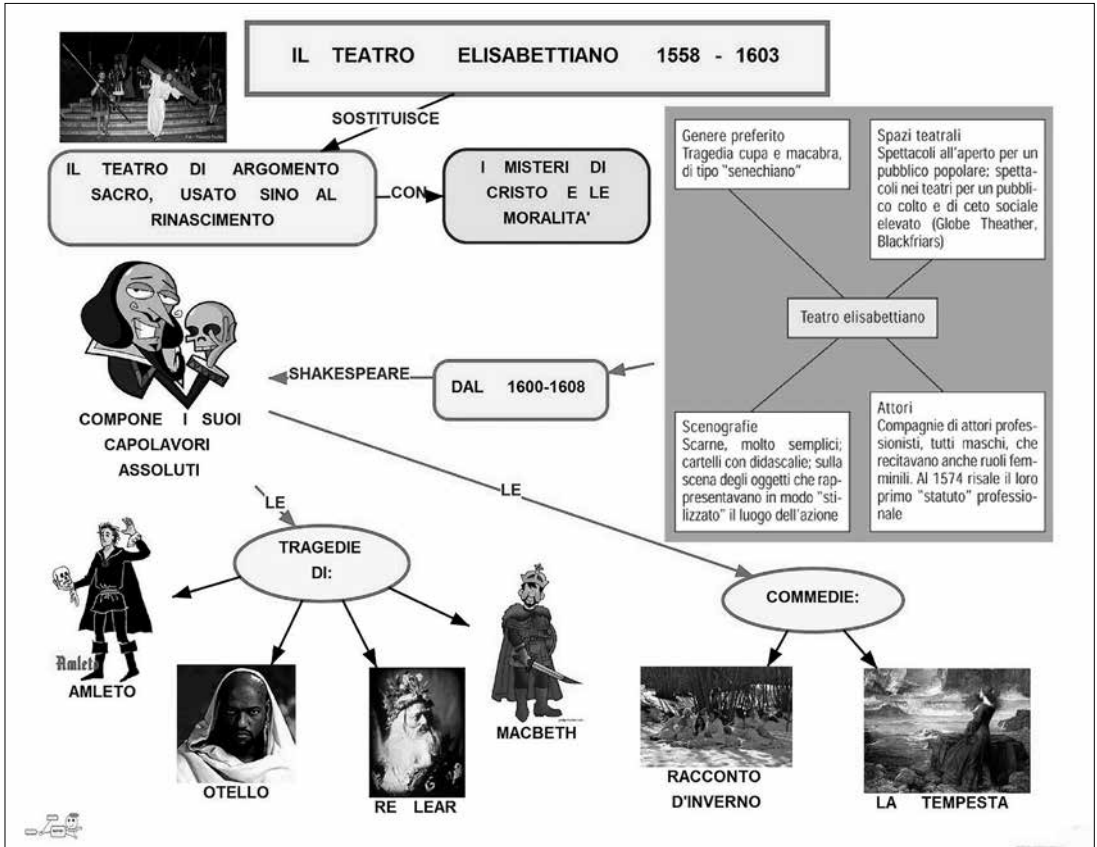 IL TEATRO ELISABETTIANO 1558 - 1603
SOSTITUISCE
IL TEATRO DI ARGOMENTO
SACRO, USATO SINO AL
RINASCIMENTO
CON
I MISTERI DI
CRISTO E LE
MORALITA'
Genere preferito
Tragedia cupa e macabra,
di tipo "senechiano"
Spazi teatrali
Spettacoli all'aperto per un
pubblico popolare; spetta-
coli nei teatri per un pubbli-
co colto e di ceto sociale
elevato (Globe Theather,
Blackfriars)
Teatro elisabettiano
Scenografie
Scarne, molto semplici;
cartelli con didascalie; sulla
scena degli oggetti che rap-
presentavano in modo "sti-
lizzato" il luogo dell'azione
Attori
Compagnie di attori profes-
sionisti, tutti maschi, che
recitavano anche ruoli fem-
minili. Al 1574 risale il loro
primo "statuto" professio-
nale
DAL 1600-1608
SHAKESPEARE
COMPONE I SUOI
CAPOLAVORI
ASSOLUTI
LE
TRAGEDIE
DI:
LE
COMMEDIE:
Amleto
AMLETO
OTELLO
RE LEAR
MACBETH
RACCONTO
D'INVERNO
LA TEMPESTA